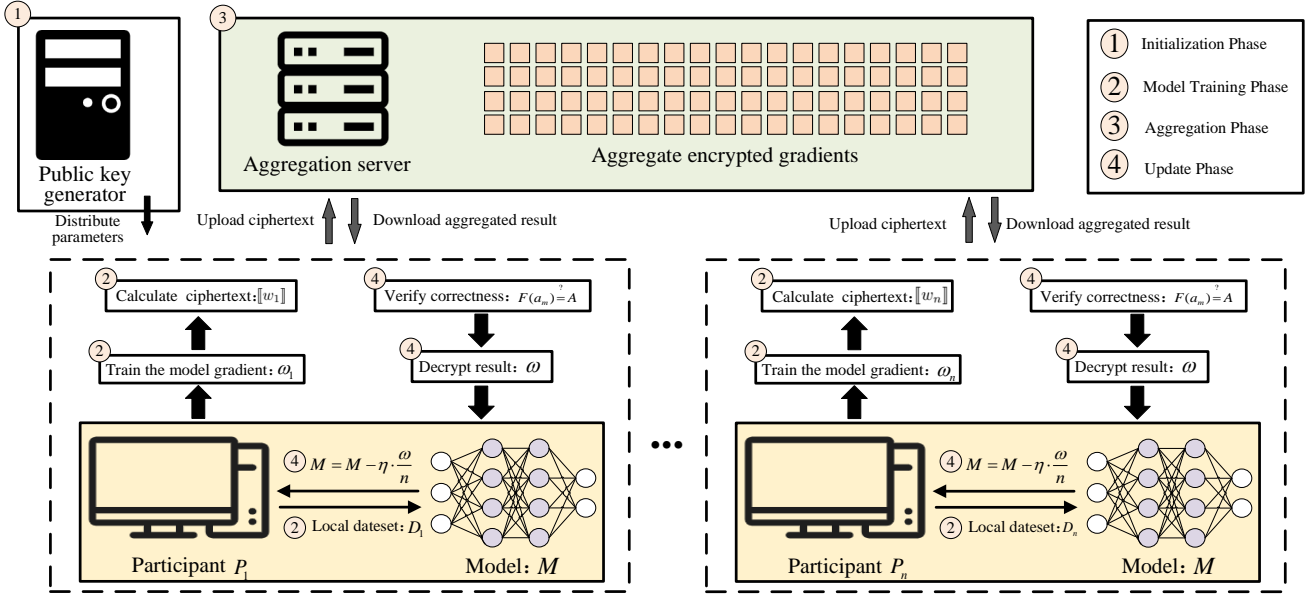 1
Public key
generator
Distribute
parameters
3
Aggregation server
Aggregate encrypted gradients
1 Initialization Phase
2 Model Training Phase
3 Aggregation Phase
4 Update Phase
Upload ciphertext
Download aggregated result
Upload ciphertext
Download aggregated result
2
Calculate ciphertext:⟦w₁⟧
4
Verify correctness: F(aₘ)≟A
2
Train the model gradient: ω₁
4
Decrypt result: ω
4 M = M − η · ω/n
2 Local dateset: D₁
Participant P₁
Model: M
•••
2
Calculate ciphertext:⟦wₙ⟧
4
Verify correctness: F(aₘ)≟A
2
Train the model gradient: ωₙ
4
Decrypt result: ω
4 M = M − η · ω/n
2 Local dateset: Dₙ
Participant Pₙ
Model: M